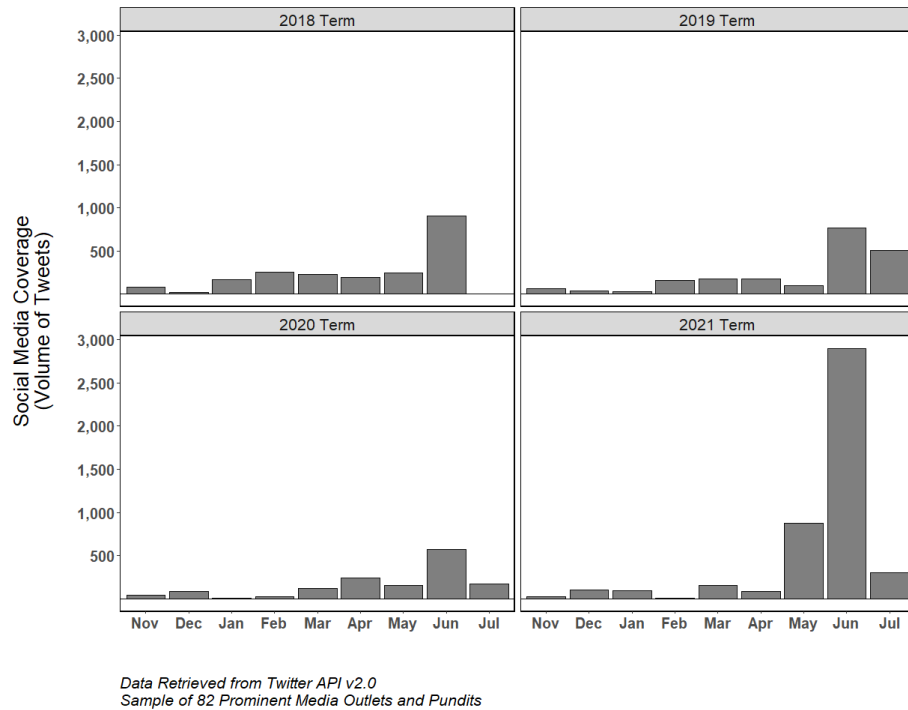 2018 Term
2019 Term
3,000
2,500
2,000
1,500
1,000
500
Social Media Coverage
(Volume of Tweets)
2020 Term
2021 Term
3,000
2,500
2,000
1,500
1,000
500
Nov Dec Jan Feb Mar Apr May Jun Jul
Nov Dec Jan Feb Mar Apr May Jun Jul
Data Retrieved from Twitter API v2.0
Sample of 82 Prominent Media Outlets and Pundits